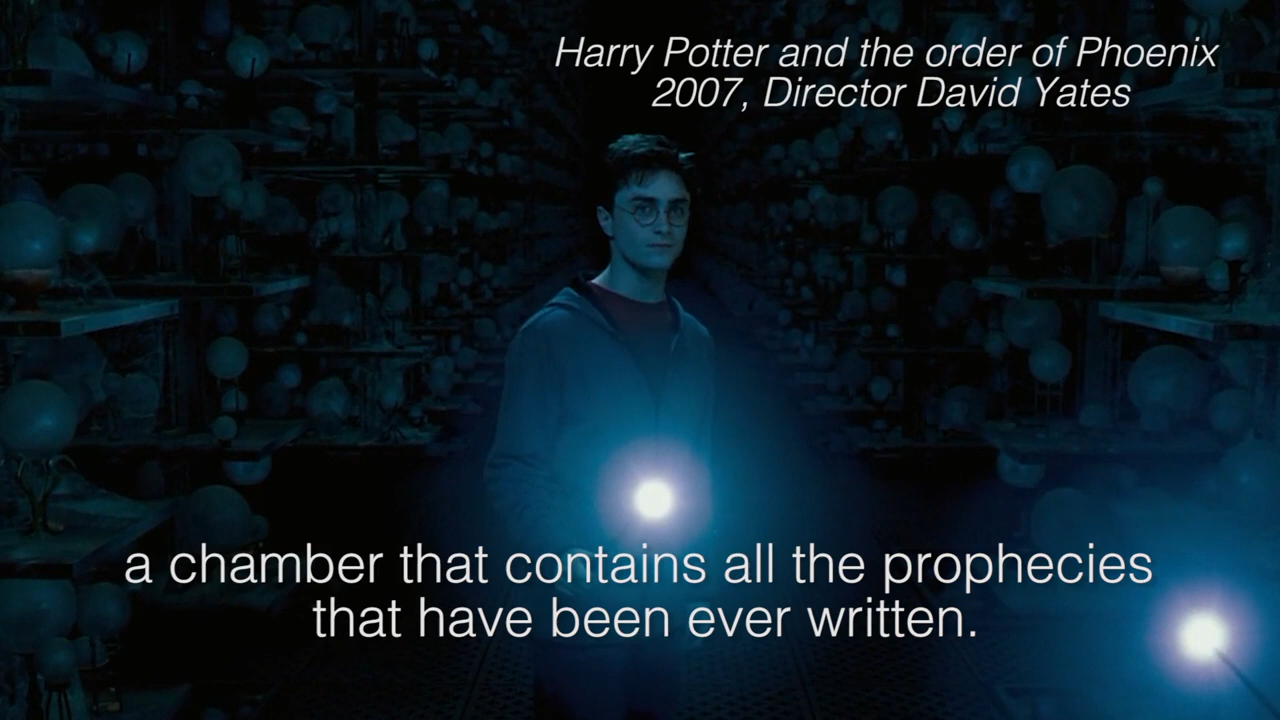 Harry Potter and the order of Phoenix
2007, Director David Yates
a chamber that contains all the prophecies
that have been ever written.